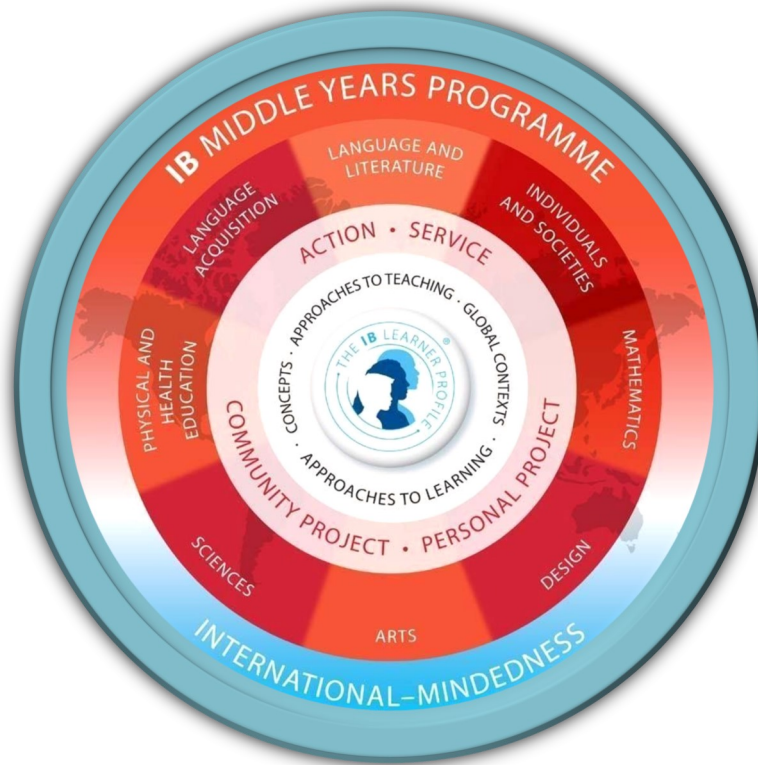 IB MIDDLE YEARS PROGRAMME
LANGUAGE AND
LITERATURE
INDIVIDUALS
AND SOCIETIES
MATHEMATICS
DESIGN
ARTS
SCIENCES
PHYSICAL AND
HEALTH
EDUCATION
LANGUAGE
ACQUISITION
ACTION • SERVICE
COMMUNITY PROJECT • PERSONAL PROJECT
APPROACHES TO TEACHING · GLOBAL CONTEXTS ·
APPROACHES TO LEARNING · CONCEPTS ·
THE IB LEARNER PROFILE ®
INTERNATIONAL–MINDEDNESS